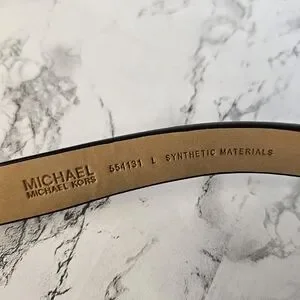 MICHAEL
MICHAEL KORS
554131 L SYNTHETIC MATERIALS